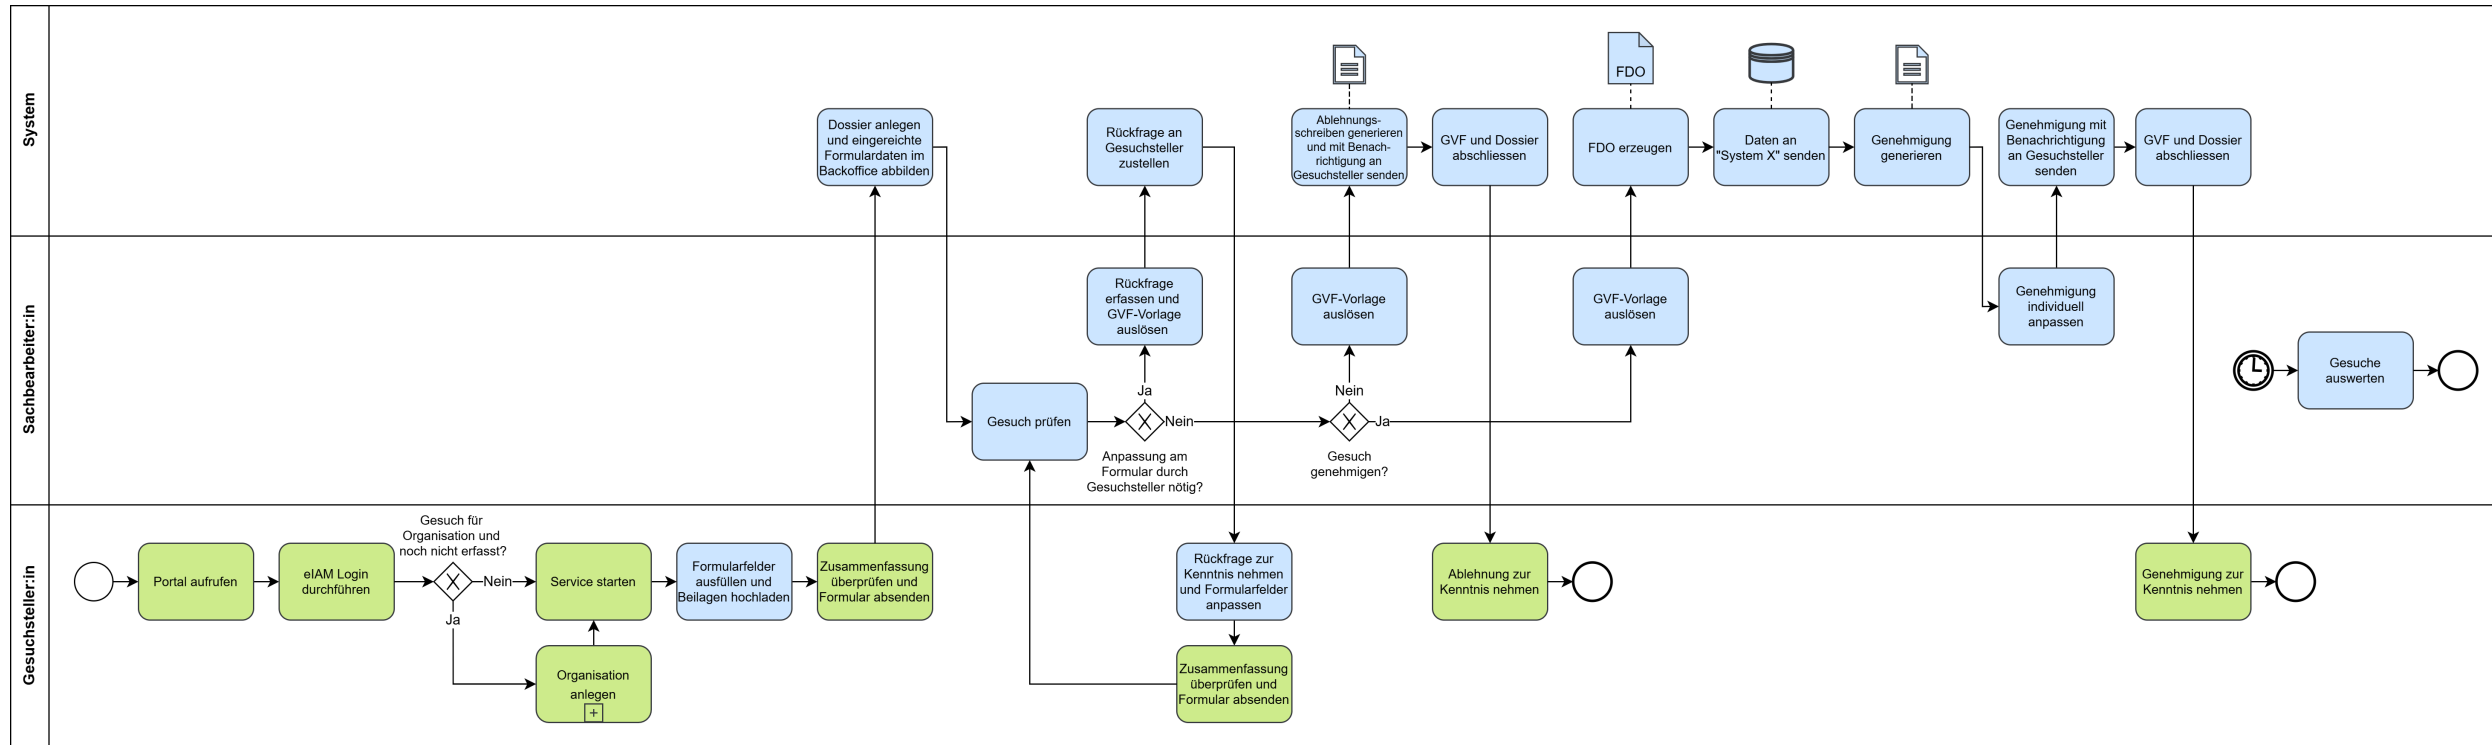 System
FDO
Dossier anlegen
und eingereichte
Formulardaten im
Backoffice abbilden
Rückfrage an
Gesuchsteller
zustellen
Ablehnungs-
schreiben generieren
und mit Benach-
richtigung an
Gesuchsteller senden
GVF und Dossier
abschliessen
FDO erzeugen
Daten an
"System X" senden
Genehmigung
generieren
Genehmigung mit
Benachrichtigung
an Gesuchsteller
senden
GVF und Dossier
abschliessen
Sachbearbeiter:in
Rückfrage
erfassen und
GVF-Vorlage
auslösen
GVF-Vorlage
auslösen
GVF-Vorlage
auslösen
Genehmigung
individuell
anpassen
Gesuche
auswerten
Gesuch prüfen
Ja
Nein
Anpassung am
Formular durch
Gesuchsteller nötig?
Nein
Ja
Gesuch
genehmigen?
Gesuchsteller:in
Portal aufrufen
eIAM Login
durchführen
Gesuch für
Organisation und
noch nicht erfasst?
Nein
Ja
Service starten
Organisation
anlegen
Formularfelder
ausfüllen und
Beilagen hochladen
Zusammenfassung
überprüfen und
Formular absenden
Rückfrage zur
Kenntnis nehmen
und Formularfelder
anpassen
Zusammenfassung
überprüfen und
Formular absenden
Ablehnung zur
Kenntnis nehmen
Genehmigung zur
Kenntnis nehmen